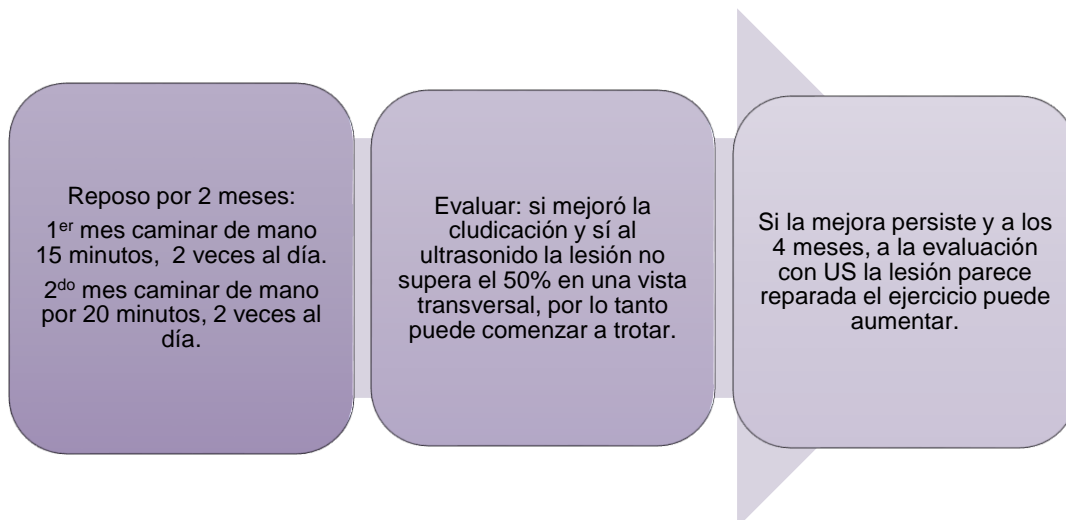 Reposo por 2 meses:
1er mes caminar de mano
15 minutos, 2 veces al día.
2do mes caminar de mano
por 20 minutos, 2 veces al
día.
Evaluar: si mejoró la
cludicación y sí al
ultrasonido la lesión no
supera el 50% en una vista
transversal, por lo tanto
puede comenzar a trotar.
Si la mejora persiste y a los
4 meses, a la evaluación
con US la lesión parece
reparada el ejercicio puede
aumentar.